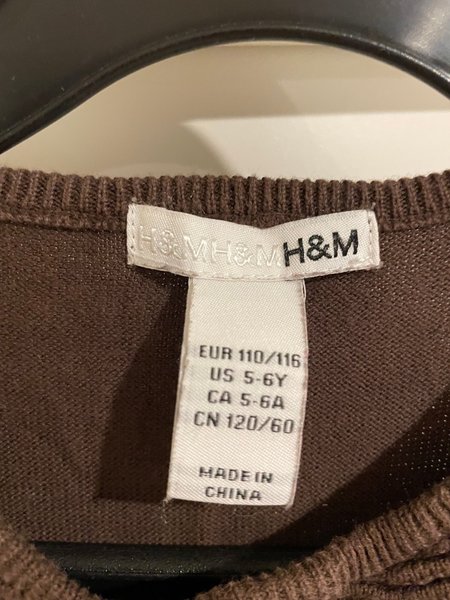 H&MH&MH&M
EUR 110/116
US 5-6Y
CA 5-6A
CN 120/60
MADE IN
CHINA